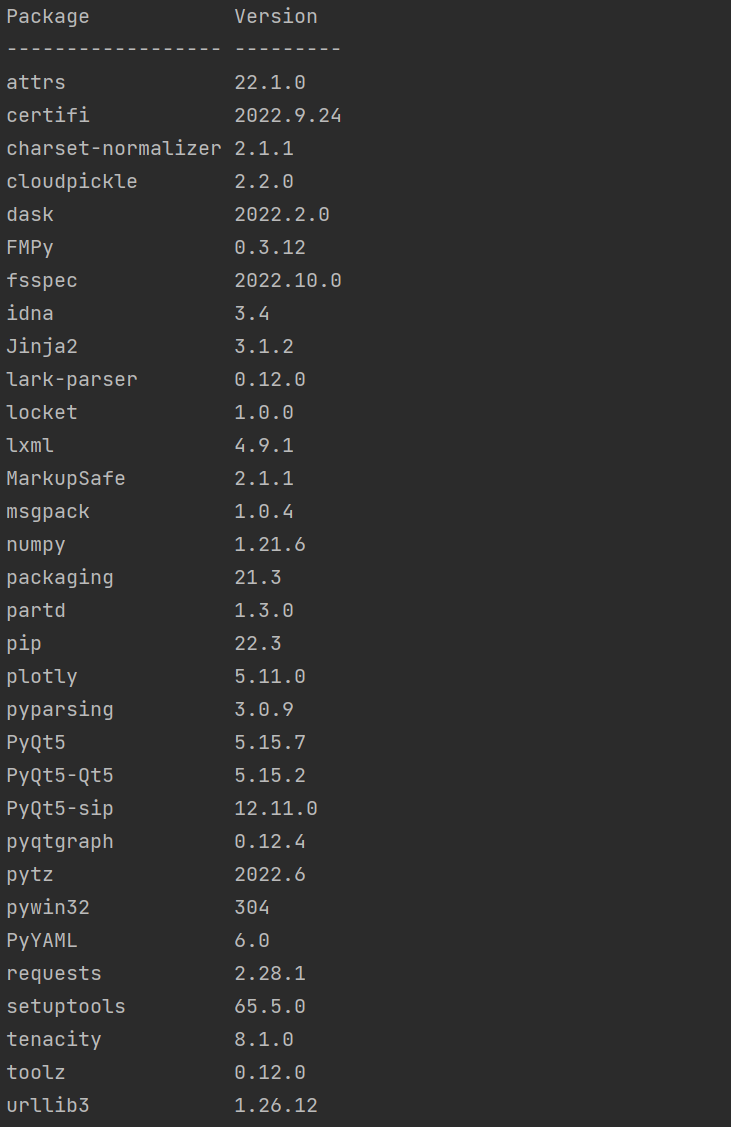 Package            Version
------------------ ---------
attrs              22.1.0
certifi            2022.9.24
charset-normalizer 2.1.1
cloudpickle        2.2.0
dask               2022.2.0
FMPy               0.3.12
fsspec             2022.10.0
idna               3.4
Jinja2             3.1.2
lark-parser        0.12.0
locket             1.0.0
lxml               4.9.1
MarkupSafe         2.1.1
msgpack            1.0.4
numpy              1.21.6
packaging          21.3
partd              1.3.0
pip                22.3
plotly             5.11.0
pyparsing          3.0.9
PyQt5              5.15.7
PyQt5-Qt5          5.15.2
PyQt5-sip          12.11.0
pyqtgraph          0.12.4
pytz               2022.6
pywin32            304
PyYAML             6.0
requests           2.28.1
setuptools         65.5.0
tenacity           8.1.0
toolz              0.12.0
urllib3            1.26.12